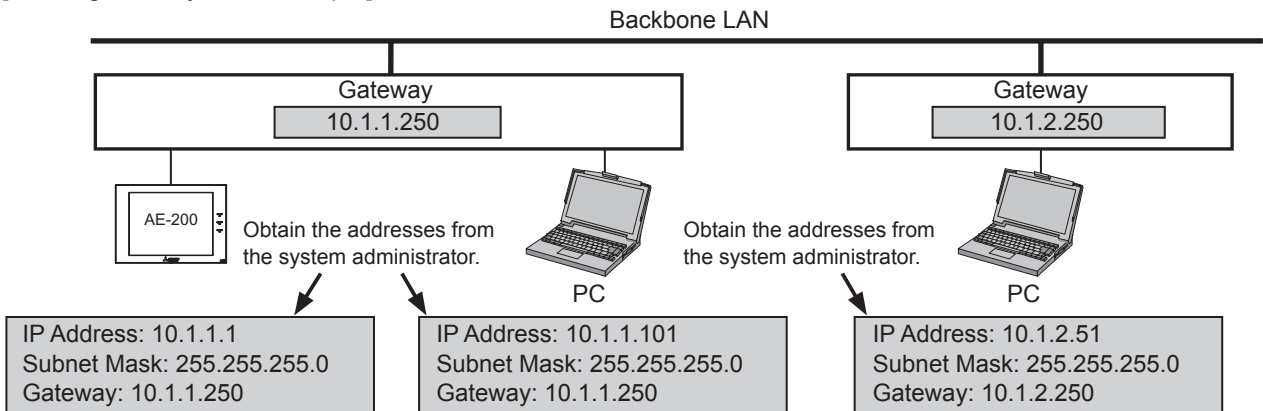 Backbone LAN
Gateway
10.1.1.250
Gateway
10.1.2.250
AE-200
Obtain the addresses from
the system administrator.
PC
Obtain the addresses from
the system administrator.
PC
IP Address: 10.1.1.1
Subnet Mask: 255.255.255.0
Gateway: 10.1.1.250
IP Address: 10.1.1.101
Subnet Mask: 255.255.255.0
Gateway: 10.1.1.250
IP Address: 10.1.2.51
Subnet Mask: 255.255.255.0
Gateway: 10.1.2.250